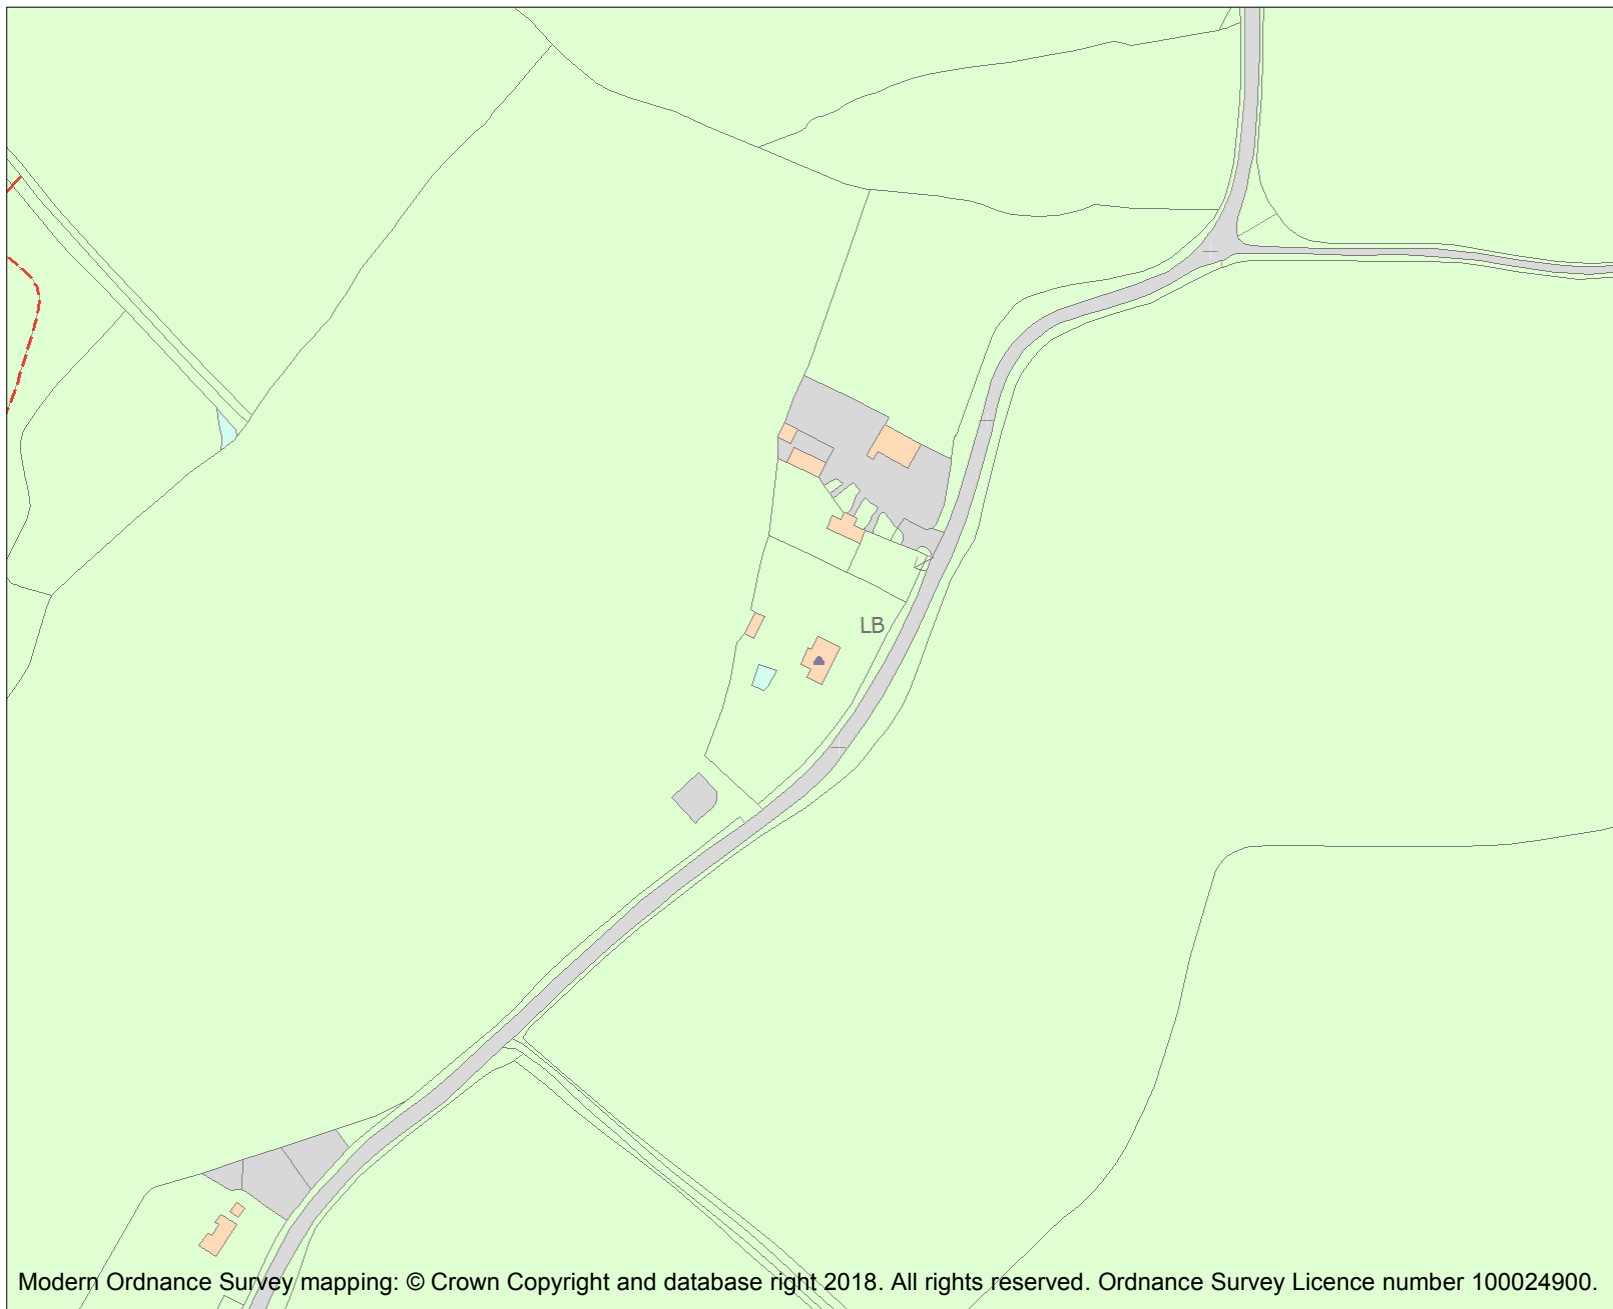 LB
Modern Ordnance Survey mapping: © Crown Copyright and database right 2018. All rights reserved. Ordnance Survey Licence number 100024900.